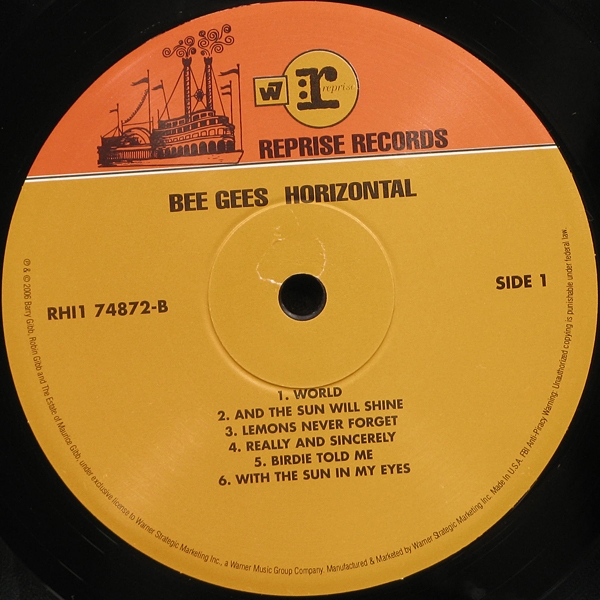 W
r:
reprise
REPRISE RECORDS
BEE GEES HORIZONTAL
RHI1 74872-B
SIDE 1
1. WORLD
2. AND THE SUN WILL SHINE
3. LEMONS NEVER FORGET
4. REALLY AND SINCERELY
5. BIRDIE TOLD ME
6. WITH THE SUN IN MY EYES
℗ & © 2006 Barry Gibb, Robin Gibb and The Estate of Maurice Gibb, under exclusive license to Warner Strategic Marketing Inc., a Warner Music Group Company. Manufactured & Marketed by Warner Strategic Marketing Inc. Made In U.S.A. FBI Anti-Piracy Warning: Unauthorized copying is punishable under federal law.